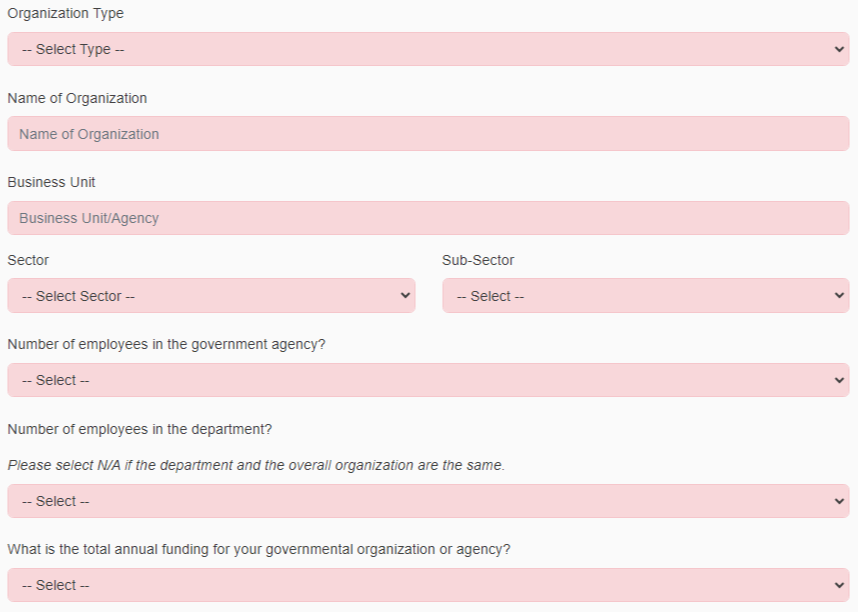 Organization Type
-- Select Type --
Name of Organization
Name of Organization
Business Unit
Business Unit/Agency
Sector
Sub-Sector
-- Select Sector --
-- Select --
Number of employees in the government agency?
-- Select --
Number of employees in the department?
Please select N/A if the department and the overall organization are the same.
-- Select --
What is the total annual funding for your governmental organization or agency?
-- Select --